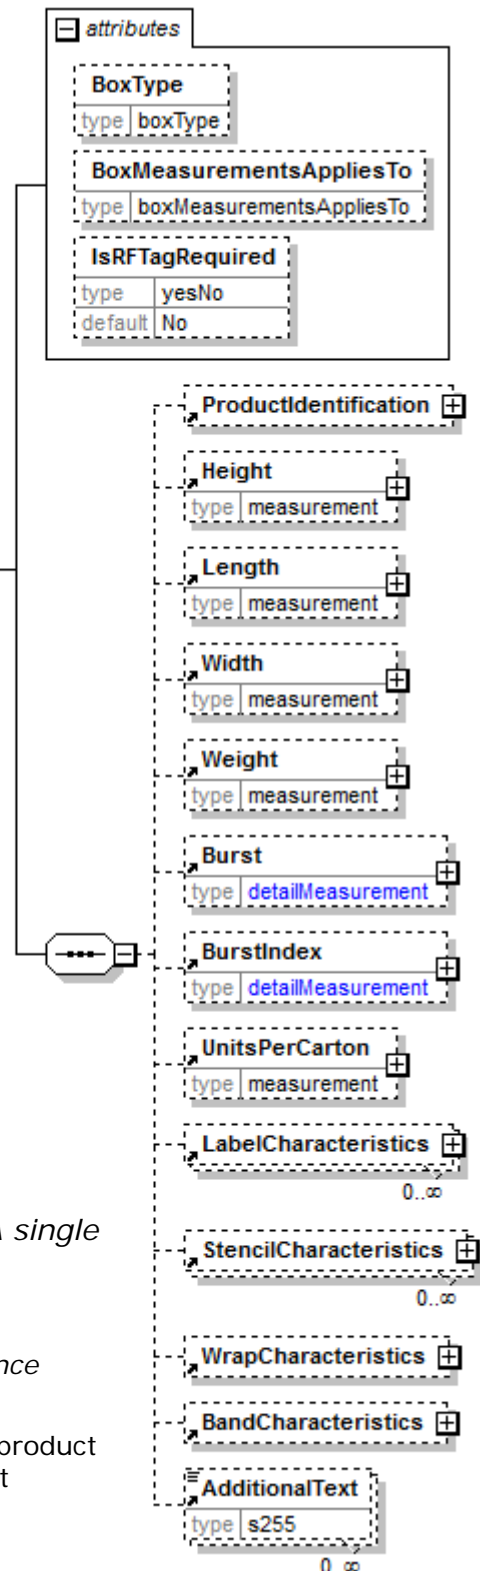 attributes
BoxType
type boxType
BoxMeasurementsAppliesTo
type boxMeasurementsAppliesTo
IsRFTagRequired
type yesNo
default No
ProductIdentification
Height
type measurement
Length
type measurement
Width
type measurement
Weight
type measurement
Burst
type detailMeasurement
BurstIndex
type detailMeasurement
UnitsPerCarton
type measurement
LabelCharacteristics
0..∞
A single
StencilCharacteristics
0..∞
WrapCharacteristics
BandCharacteristics
product
AdditionalText
type s255
0..∞